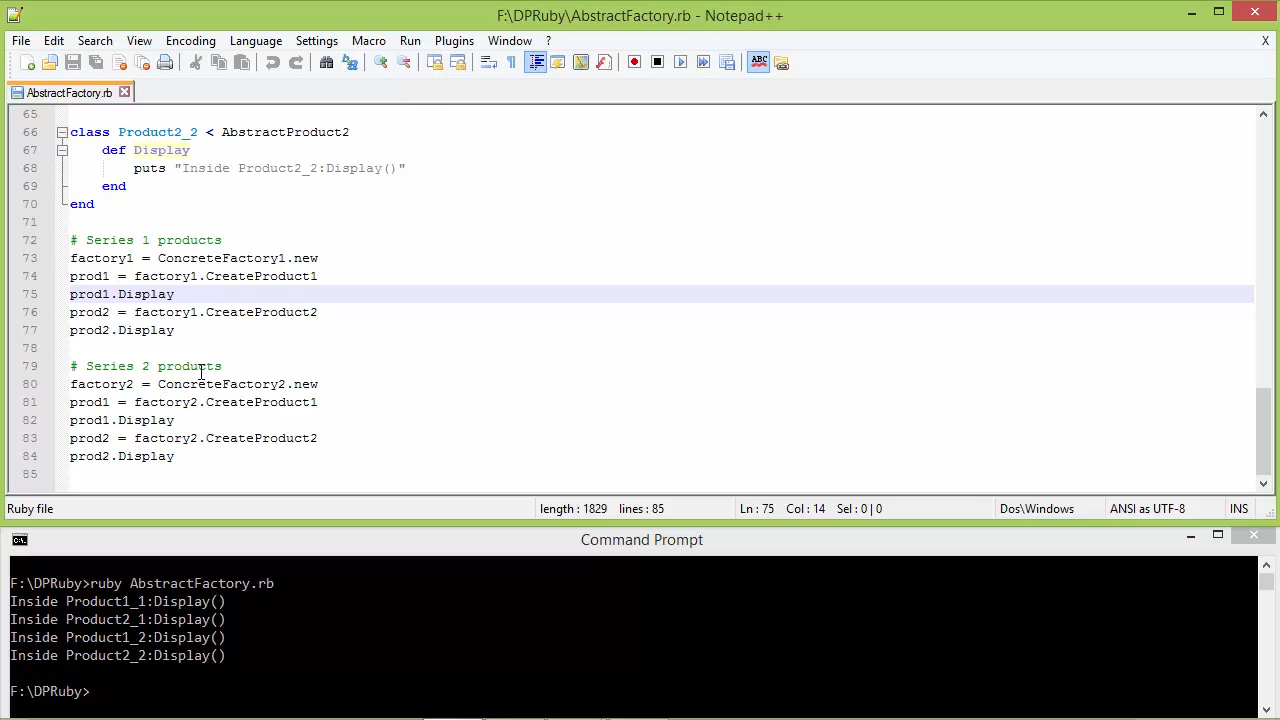 F:\DPRuby\AbstractFactory.rb - Notepad++
File Edit Search View Encoding Language Settings Macro Run Plugins Window ? X
ABC
AbstractFactory.rb
65
66 class Product2_2 < AbstractProduct2
67 def Display
68 puts "Inside Product2_2:Display()"
69 end
70 end
71
72 # Series 1 products
73 factory1 = ConcreteFactory1.new
74 prod1 = factory1.CreateProduct1
75 prod1.Display
76 prod2 = factory1.CreateProduct2
77 prod2.Display
78
79 # Series 2 products
80 factory2 = ConcreteFactory2.new
81 prod1 = factory2.CreateProduct1
82 prod1.Display
83 prod2 = factory2.CreateProduct2
84 prod2.Display
85
Ruby file length : 1829 lines : 85 Ln : 75 Col : 14 Sel : 0 | 0 Dos\Windows ANSI as UTF-8 INS
Command Prompt
F:\DPRuby>ruby AbstractFactory.rb
Inside Product1_1:Display()
Inside Product2_1:Display()
Inside Product1_2:Display()
Inside Product2_2:Display()
F:\DPRuby>